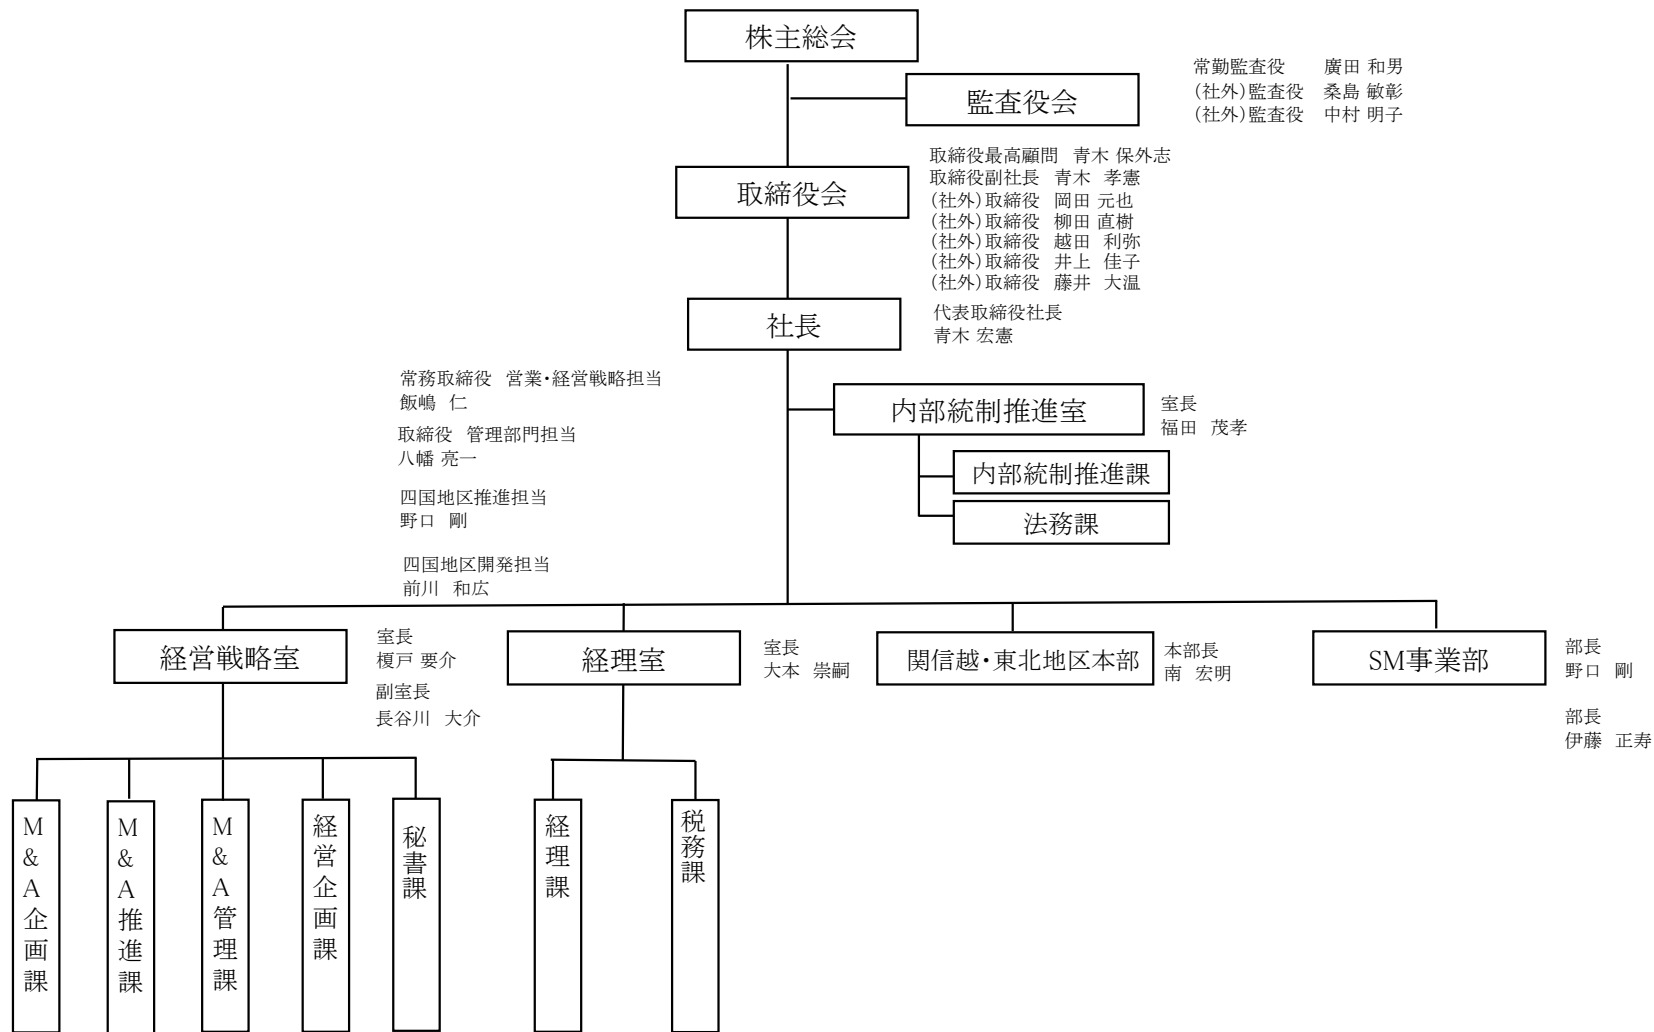 株主総会
監査役会
常勤監査役　廣田 和男
(社外)監査役　桑島 敏彰
(社外)監査役　中村 明子
取締役会
取締役最高顧問　青木 保外志
取締役副社長　青木 孝憲
(社外)取締役　岡田 元也
(社外)取締役　柳田 直樹
(社外)取締役　越田 利弥
(社外)取締役　井上 佳子
(社外)取締役　藤井 大温
社長
代表取締役社長
青木 宏憲
常務取締役　営業・経営戦略担当
飯嶋 仁
取締役　管理部門担当
八幡 亮一
四国地区推進担当
野口 剛
四国地区開発担当
前川 和広
内部統制推進室
室長
福田 茂孝
内部統制推進課
法務課
経営戦略室
室長
榎戸 要介
副室長
長谷川 大介
経理室
室長
大本 崇嗣
関信越・東北地区本部
本部長
南 宏明
SM事業部
部長
野口 剛
部長
伊藤 正寿
M&A企画課
M&A推進課
M&A管理課
経営企画課
秘書課
経理課
税務課